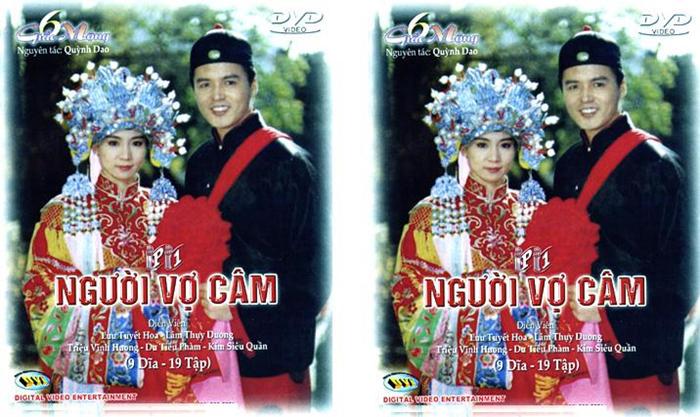 6
Giấc Mộng
Nguyên tác: Quỳnh Dao
DVD
VIDEO
P 1
NGƯỜI VỢ CÂM
Diễn Viên
Lưu Tuyết Hoa - Lâm Thụy Dương
Triệu Vĩnh Hương - Du Tiểu Phàm - Kim Siêu Quần
(9 Dĩa - 19 Tập)
DIGITAL VIDEO ENTERTAINMENT
6
Giấc Mộng
Nguyên tác: Quỳnh Dao
DVD
VIDEO
P 1
NGƯỜI VỢ CÂM
Diễn Viên
Lưu Tuyết Hoa - Lâm Thụy Dương
Triệu Vĩnh Hương - Du Tiểu Phàm - Kim Siêu Quần
(9 Dĩa - 19 Tập)
DIGITAL VIDEO ENTERTAINMENT